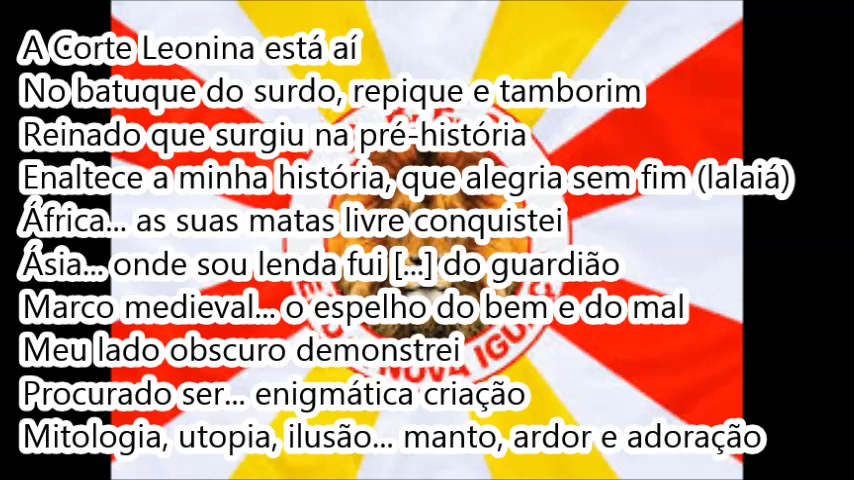 A Corte Leonina está aí
No batuque do surdo, repique e tamborim
Reinado que surgiu na pré-história
Enaltece a minha história, que alegria sem fim (lalaiá)
África... as suas matas livre conquistei
Ásia... onde sou lenda fui [...] do guardião
Marco medieval... o espelho do bem e do mal
Meu lado obscuro demonstrei
Procurado ser... enigmática criação
Mitologia, utopia, ilusão... manto, ardor e adoração
NOVA IGUAÇU